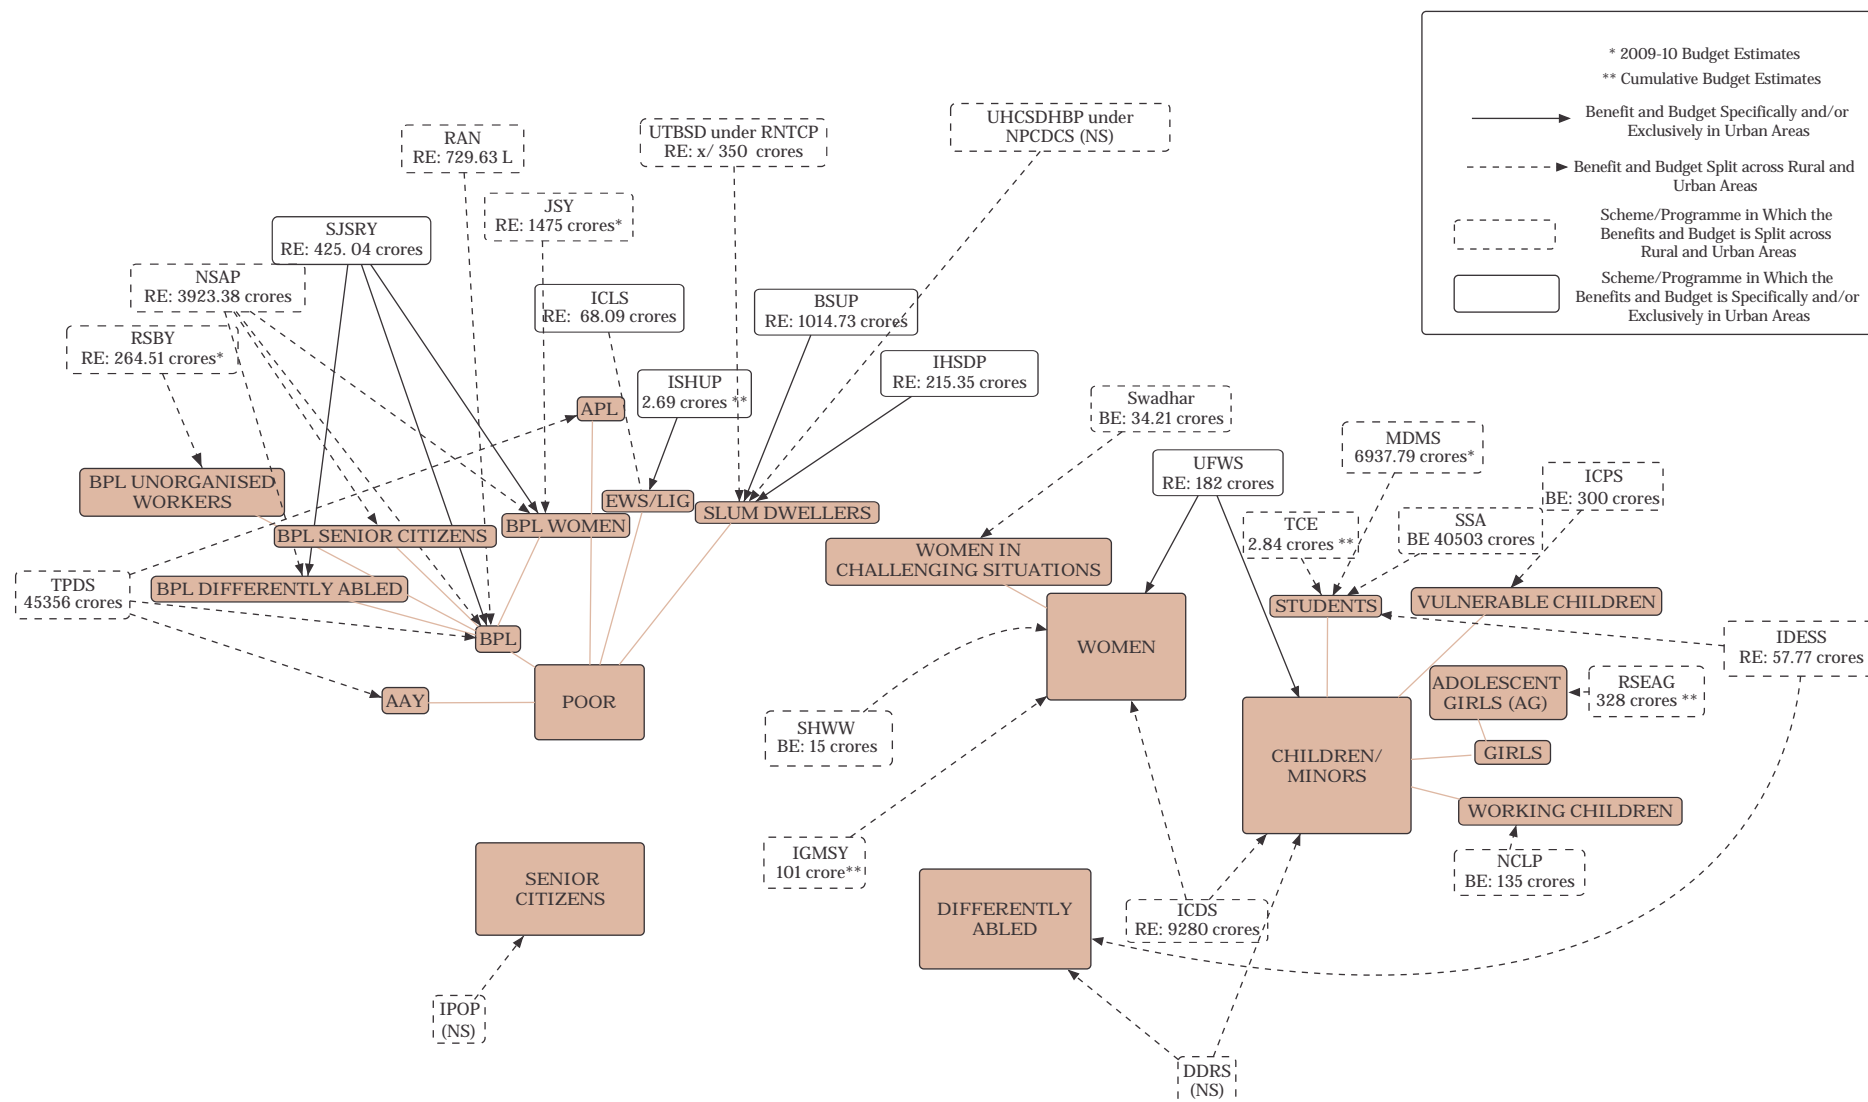 * 2009-10 Budget Estimates
** Cumulative Budget Estimates
Benefit and Budget Specifically and/or
Exclusively in Urban Areas
Benefit and Budget Split across Rural and
Urban Areas
Scheme/Programme in Which the
Benefits and Budget is Split across
Rural and Urban Areas
Scheme/Programme in Which the
Benefits and Budget is Specifically and/or
Exclusively in Urban Areas
RAN
RE: 729.63 L
UTBSD under RNTCP
RE: x/ 350 crores
UHCSDHBP under
NPCDCS (NS)
SJSRY
RE: 425. 04 crores
JSY
RE: 1475 crores*
NSAP
RE: 3923.38 crores
ICLS
RE: 68.09 crores
BSUP
RE: 1014.73 crores
RSBY
RE: 264.51 crores*
ISHUP
2.69 crores **
IHSDP
RE: 215.35 crores
APL
Swadhar
BE: 34.21 crores
MDMS
6937.79 crores*
UFWS
RE: 182 crores
ICPS
BE: 300 crores
BPL UNORGANISED
WORKERS
EWS/LIG
SLUM DWELLERS
BPL WOMEN
BPL SENIOR CITIZENS
TCE
2.84 crores **
SSA
BE 40503 crores
WOMEN IN
CHALLENGING SITUATIONS
TPDS
45356 crores
BPL DIFFERENTLY ABLED
STUDENTS
VULNERABLE CHILDREN
BPL
WOMEN
IDESS
RE: 57.77 crores
AAY
POOR
ADOLESCENT
GIRLS (AG)
RSEAG
328 crores **
SHWW
BE: 15 crores
CHILDREN/
MINORS
GIRLS
WORKING CHILDREN
IGMSY
101 crore**
NCLP
BE: 135 crores
SENIOR
CITIZENS
DIFFERENTLY
ABLED
ICDS
RE: 9280 crores
IPOP
(NS)
DDRS
(NS)